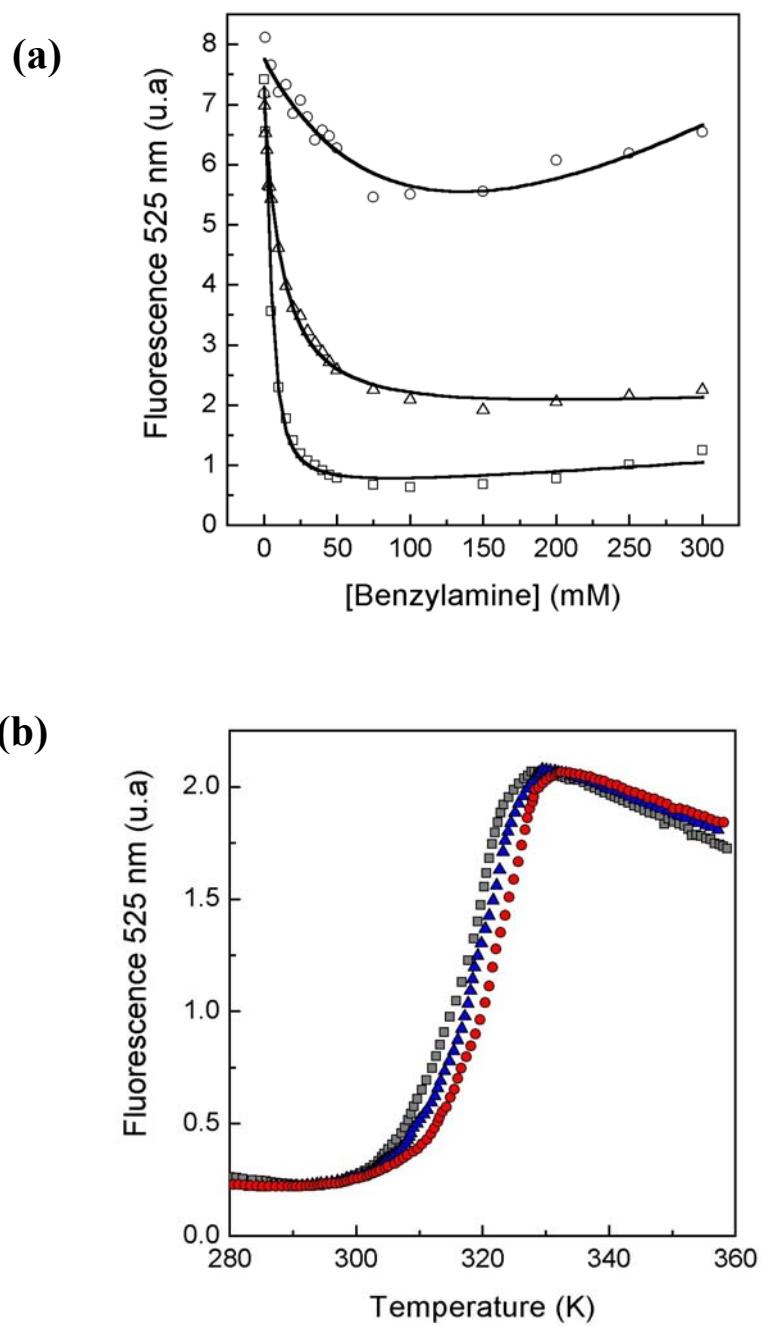 (a)
8
7
6
5
4
3
2
1
0
Fluorescence 525 nm (u.a)
0 50 100 150 200 250 300
[Benzylamine] (mM)
(b)
2.0
1.5
1.0
0.5
0.0
Fluorescence 525 nm (u.a)
280 300 320 340 360
Temperature (K)